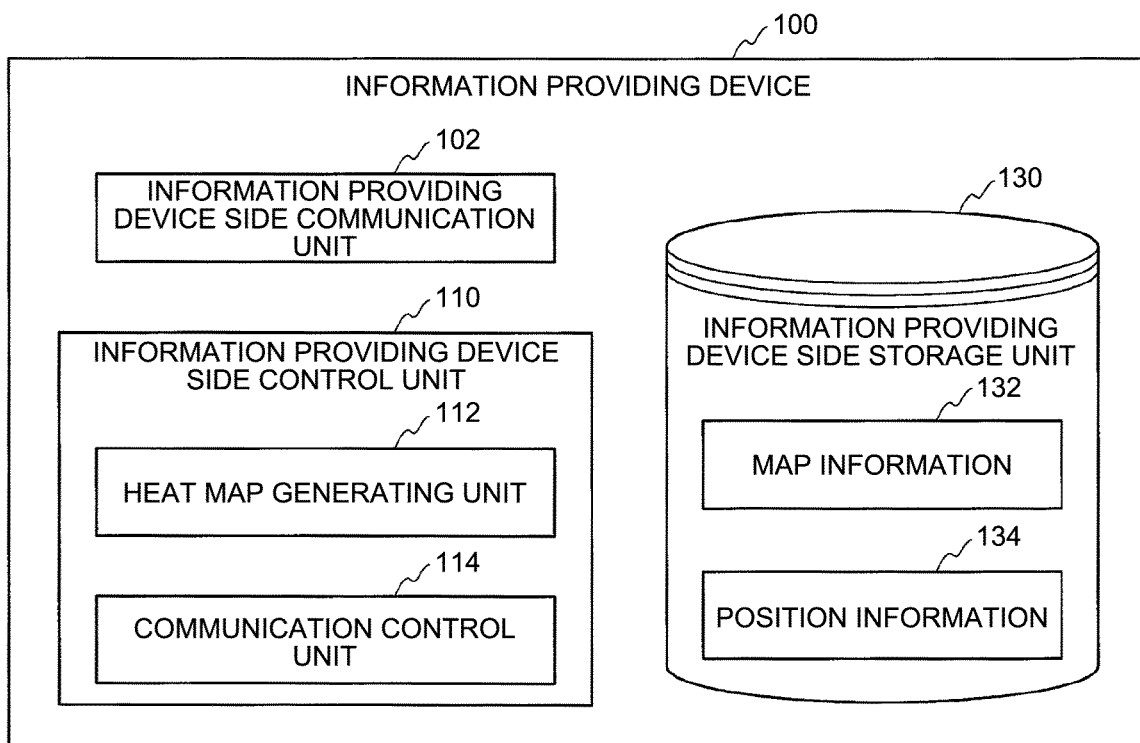 100
INFORMATION PROVIDING DEVICE
102
INFORMATION PROVIDING
DEVICE SIDE COMMUNICATION
UNIT
110
INFORMATION PROVIDING DEVICE
SIDE CONTROL UNIT
112
HEAT MAP GENERATING UNIT
114
COMMUNICATION CONTROL
UNIT
130
INFORMATION PROVIDING
DEVICE SIDE STORAGE UNIT
132
MAP INFORMATION
134
POSITION INFORMATION